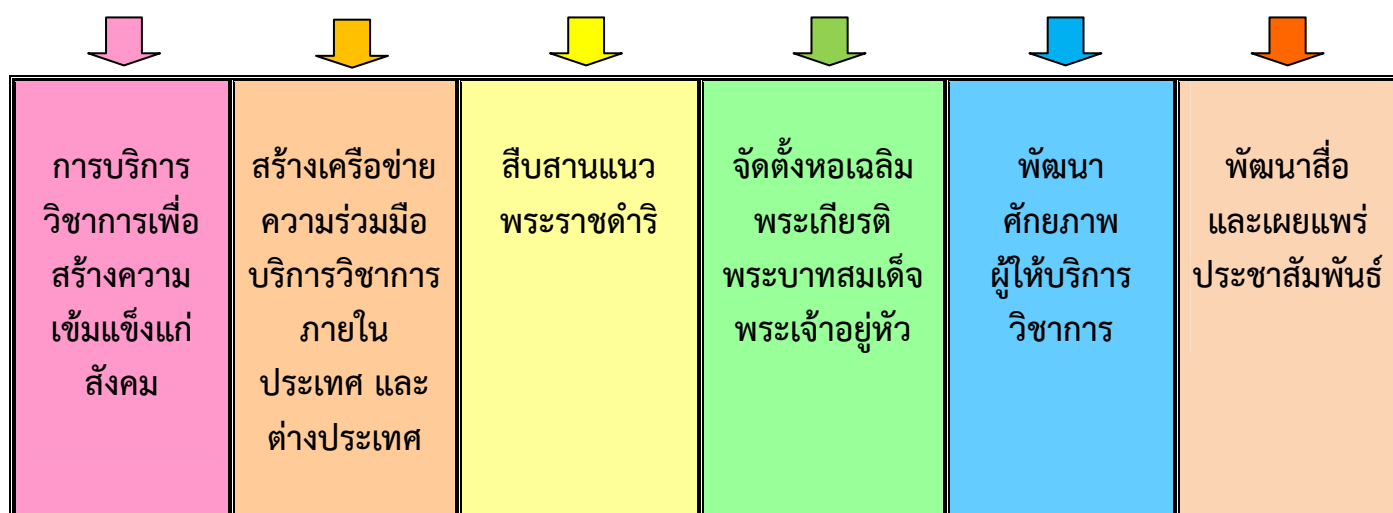 การบริการ
วิชาการเพื่อ
สร้างความ
เข้มแข็งแก่
สังคม
สร้างเครือข่าย
ความร่วมมือ
บริการวิชาการ
ภายใน
ประเทศ และ
ต่างประเทศ
สืบสานแนว
พระราชดำริ
จัดตั้งหอเฉลิม
พระเกียรติ
พระบาทสมเด็จ
พระเจ้าอยู่หัว
พัฒนา
ศักยภาพ
ผู้ให้บริการ
วิชาการ
พัฒนาสื่อ
และเผยแพร่
ประชาสัมพันธ์